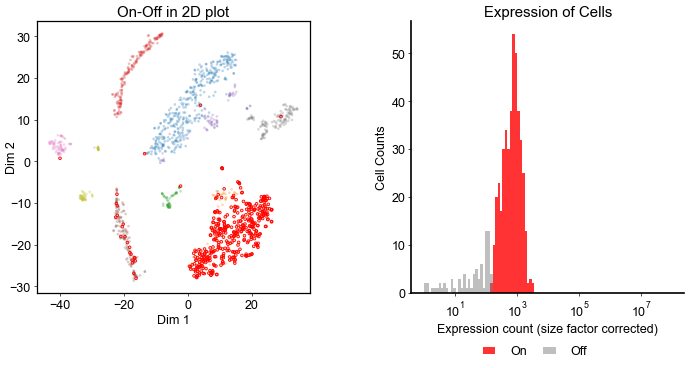 On-Off in 2D plot
30
20
10
0
−10
−20
−30
Dim 2
−40
−20
0
20
Dim 1
Expression of Cells
50
40
30
20
10
0
Cell Counts
10^1
10^3
10^5
10^7
Expression count (size factor corrected)
On
Off